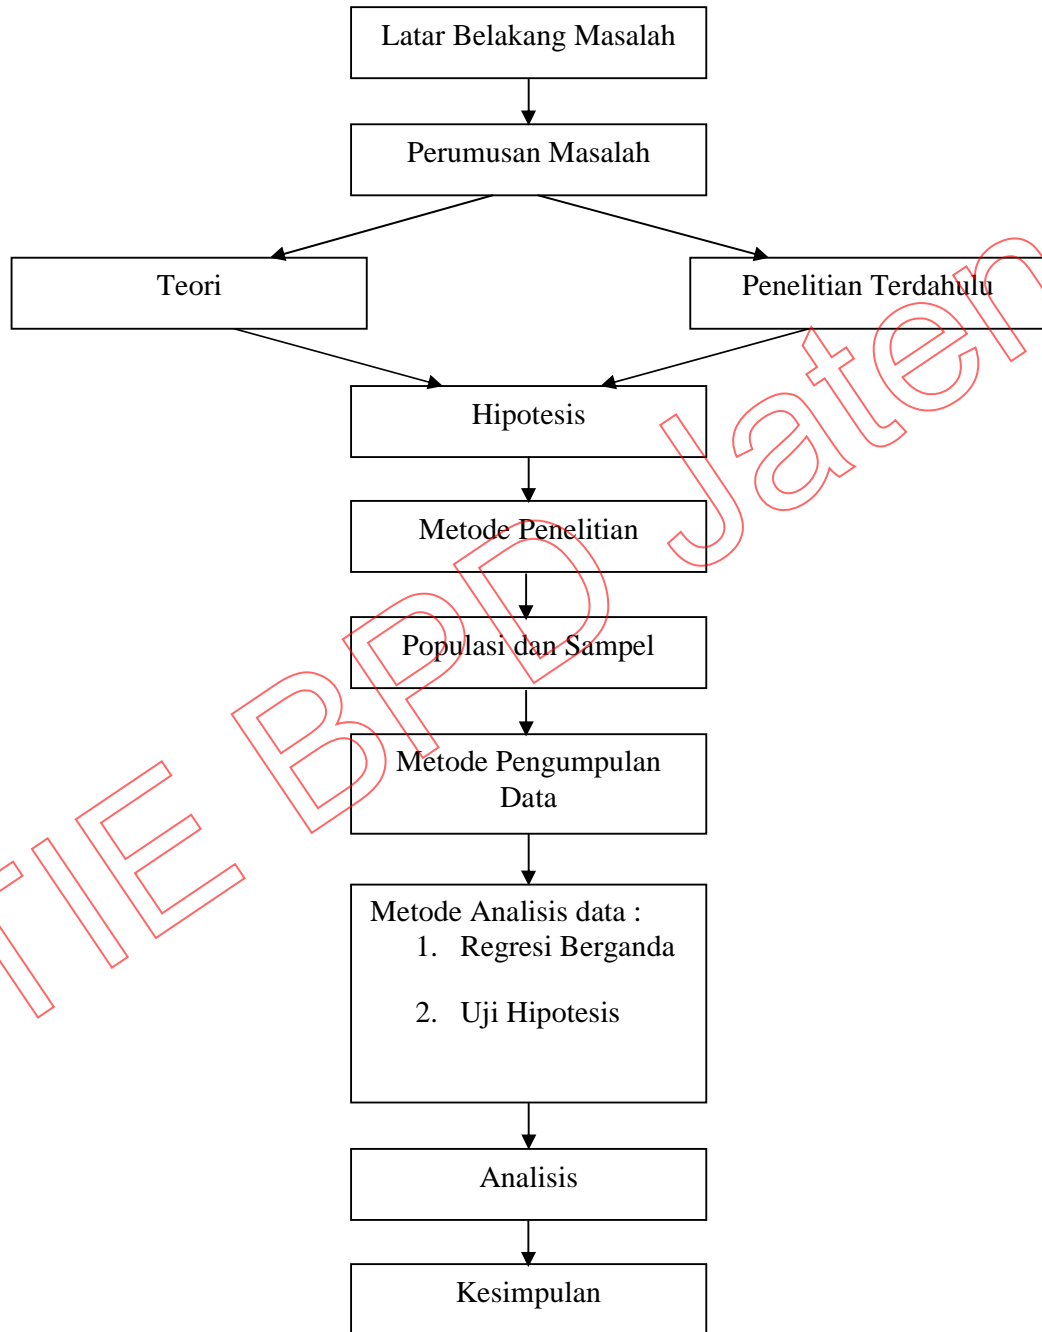 Latar Belakang Masalah
Perumusan Masalah
Teori
Penelitian Terdahulu
Hipotesis
Metode Penelitian
Populasi dan Sampel
Metode Pengumpulan
Data
Metode Analisis data :
1. Regresi Berganda
2. Uji Hipotesis
Analisis
Kesimpulan
TIE BPD Jaten